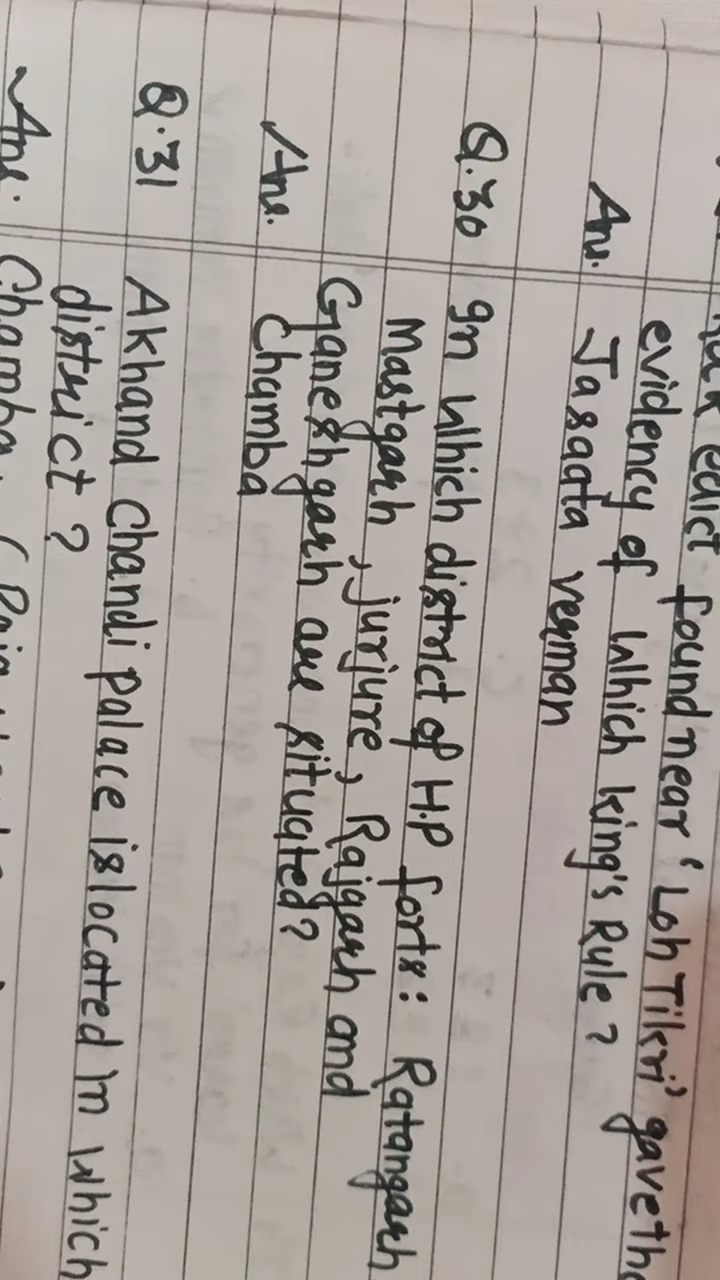 edict found near 'Loh Tikri' gave th
evidency of which king's Rule ?
Ans. Jasaata verman
Q.30 In which district of H.P forts: Ratangarh
Mastgarh, jurjure, Rajgarh and
Ganeshgarh are situated?
Ans. Chamba
Q.31 Akhand Chandi palace is located in which
district ?
Ans. Chamba. (Raja